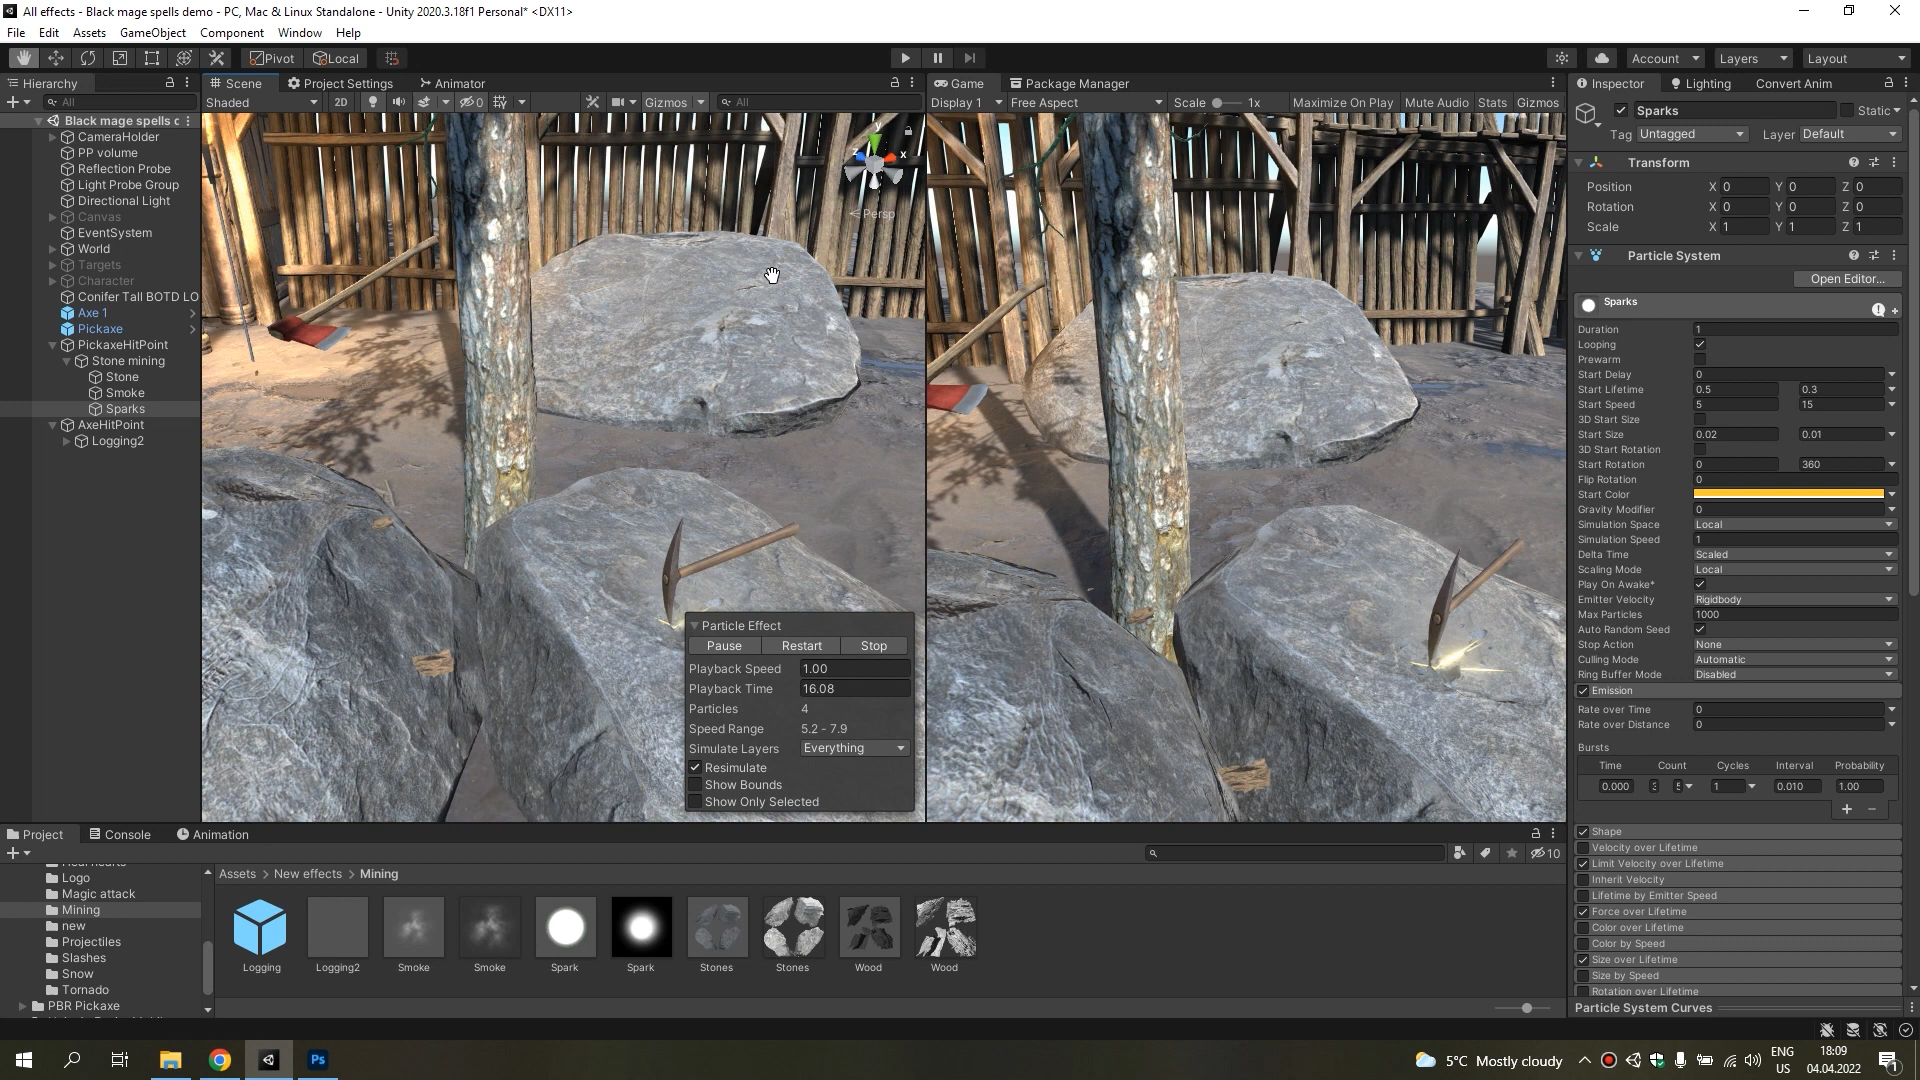 All effects - Black mage spells demo - PC, Mac & Linux Standalone - Unity 2020.3.18f1 Personal* <DX11>
File Edit Assets GameObject Component Window Help
Pivot Local Account Layers Layout
Hierarchy
All
Black mage spells c
CameraHolder
PP volume
Reflection Probe
Light Probe Group
Directional Light
Canvas
EventSystem
World
Targets
Character
Conifer Tall BOTD LO
Axe 1
Pickaxe
PickaxeHitPoint
Stone mining
Stone
Smoke
Sparks
AxeHitPoint
Logging2
Scene Project Settings Animator
Shaded 2D 0 Gizmos All
Y
X
Z
Persp
Particle Effect
Pause Restart Stop
Playback Speed 1.00
Playback Time 16.08
Particles 4
Speed Range 5.2 - 7.9
Simulate Layers Everything
Resimulate
Show Bounds
Show Only Selected
Game Package Manager
Display 1 Free Aspect Scale 1x Maximize On Play Mute Audio Stats Gizmos
Inspector Lighting Convert Anim
Sparks Static
Tag Untagged Layer Default
Transform
Position X 0 Y 0 Z 0
Rotation X 0 Y 0 Z 0
Scale X 1 Y 1 Z 1
Particle System
Open Editor...
Sparks
Duration 1
Looping
Prewarm
Start Delay 0
Start Lifetime 0.5 0.3
Start Speed 5 15
3D Start Size
Start Size 0.02 0.01
3D Start Rotation
Start Rotation 0 360
Flip Rotation 0
Start Color
Gravity Modifier 0
Simulation Space Local
Simulation Speed 1
Delta Time Scaled
Scaling Mode Local
Play On Awake*
Emitter Velocity Rigidbody
Max Particles 1000
Auto Random Seed
Stop Action None
Culling Mode Automatic
Ring Buffer Mode Disabled
Emission
Rate over Time 0
Rate over Distance 0
Bursts
Time Count Cycles Interval Probability
0.000 3 5 1 0.010 1.00
Shape
Velocity over Lifetime
Limit Velocity over Lifetime
Inherit Velocity
Lifetime by Emitter Speed
Force over Lifetime
Color over Lifetime
Color by Speed
Size over Lifetime
Size by Speed
Rotation over Lifetime
Particle System Curves
Project Console Animation
10
Logo
Magic attack
Mining
new
Projectiles
Slashes
Snow
Tornado
PBR Pickaxe
Assets > New effects > Mining
Logging Logging2 Smoke Smoke Spark Spark Stones Stones Wood Wood
Ps
5°C Mostly cloudy
ENG
US
18:09
04.04.2022
1